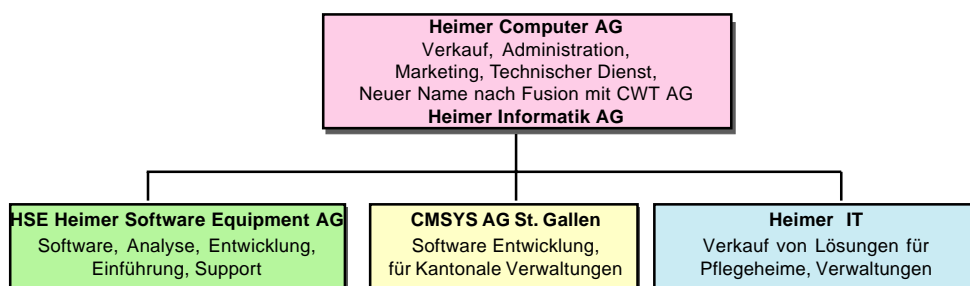 Heimer Computer AG
Verkauf, Administration,
Marketing, Technischer Dienst,
Neuer Name nach Fusion mit CWT AG
Heimer Informatik AG
HSE Heimer Software Equipment AG
Software, Analyse, Entwicklung,
Einführung, Support
CMSYS AG St. Gallen
Software Entwicklung,
für Kantonale Verwaltungen
Heimer IT
Verkauf von Lösungen für
Pflegeheime, Verwaltungen